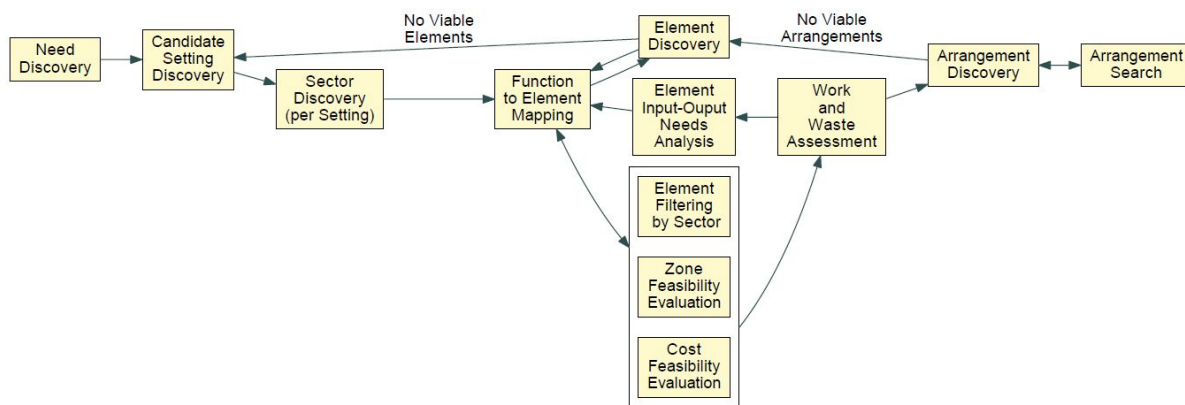 Need
Discovery
Candidate
Setting
Discovery
No Viable
Elements
Sector
Discovery
(per Setting)
Function
to Element
Mapping
Element
Discovery
Element
Input-Ouput
Needs
Analysis
Element
Filtering
by Sector
Zone
Feasibility
Evaluation
Cost
Feasibility
Evaluation
Work
and
Waste
Assessment
No Viable
Arrangements
Arrangement
Discovery
Arrangement
Search